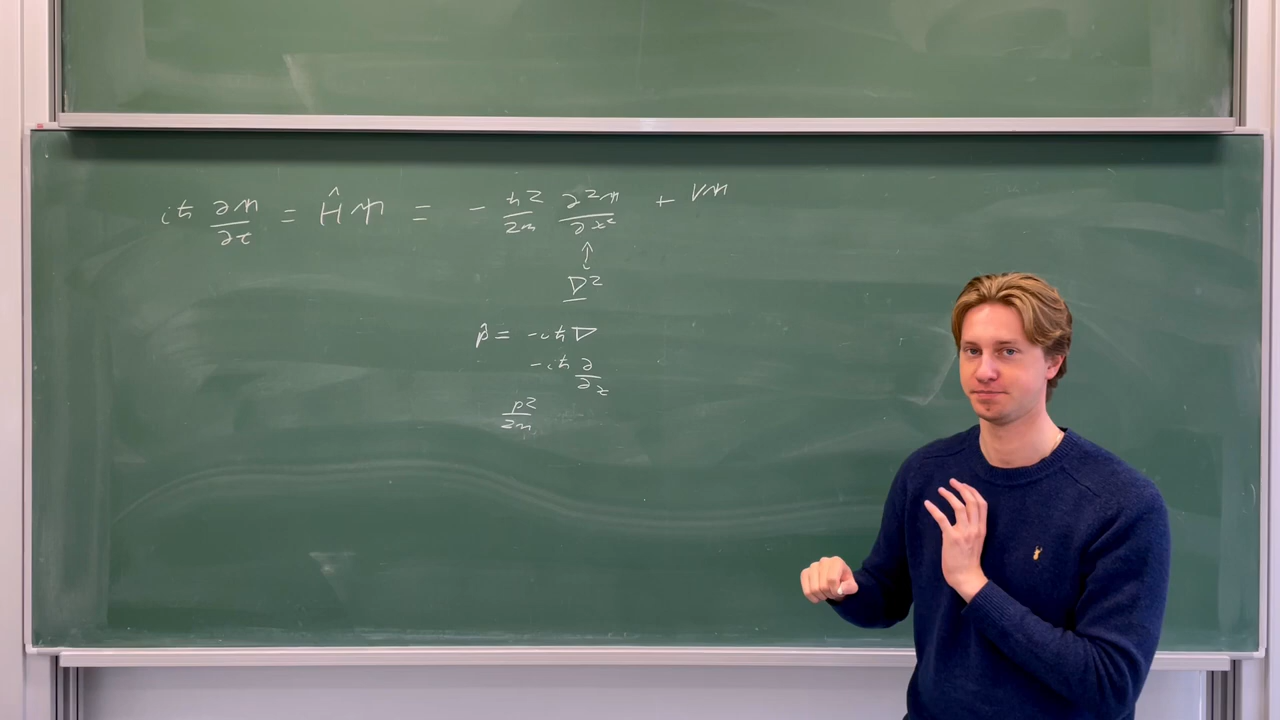 iħ ∂ψ/∂t = Ĥψ = - ħ²/2m ∂²ψ/∂x² + Vψ
↑
∇²
p̂ = -iħ∇
-iħ ∂/∂x
p²/2m